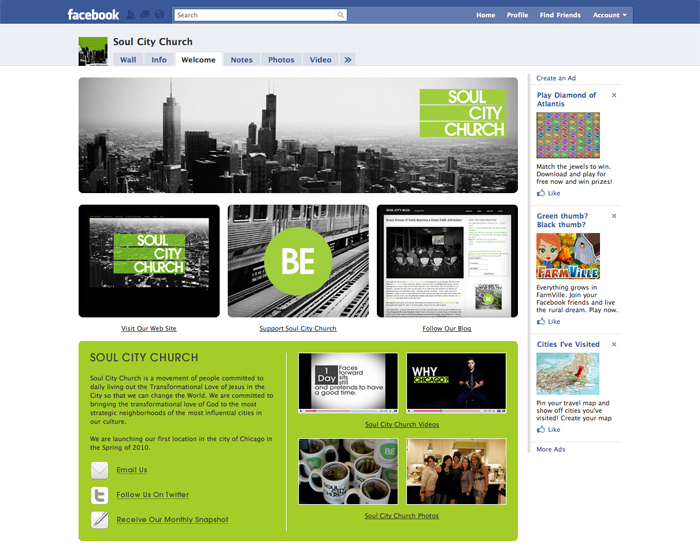 facebook Search Home Profile Find Friends Account
Soul City Church
Wall Info Welcome Notes Photos Video »
SOUL
CITY
CHURCH
SOUL
CITY
CHURCH
BE
SOUL CITY BLOG
Visit Our Web Site
Support Soul City Church
Follow Our Blog
SOUL CITY CHURCH
Soul City Church is a movement of people committed to
daily living out the Transformational Love of Jesus in the
City so that we can change the World. We are committed to
bringing the transformational love of God to the most
strategic neighborhoods of the most influential cities in
our culture.
We are launching our first location in the city of Chicago in
the Spring of 2010.
Email Us
Follow Us On Twitter
Receive Our Monthly Snapshot
1
Day
Faces
forward
sits
still
and pretends to have
a good time.
WHY
CHICAGO?
Soul City Church Videos
BE
SOUL
CITY
CHURCH
Soul City Church Photos
Create an Ad
Play Diamond of
Atlantis
Match the jewels to win.
Download and play for
free now and win prizes!
Like
Green thumb?
Black thumb?
FARMVILLE
Everything grows in
FarmVille. Join your
Facebook friends and live
the rural dream. Play now.
Like
Cities I've Visited
Pin your travel map and
show off cities you've
visited! Create your map
Like
More Ads